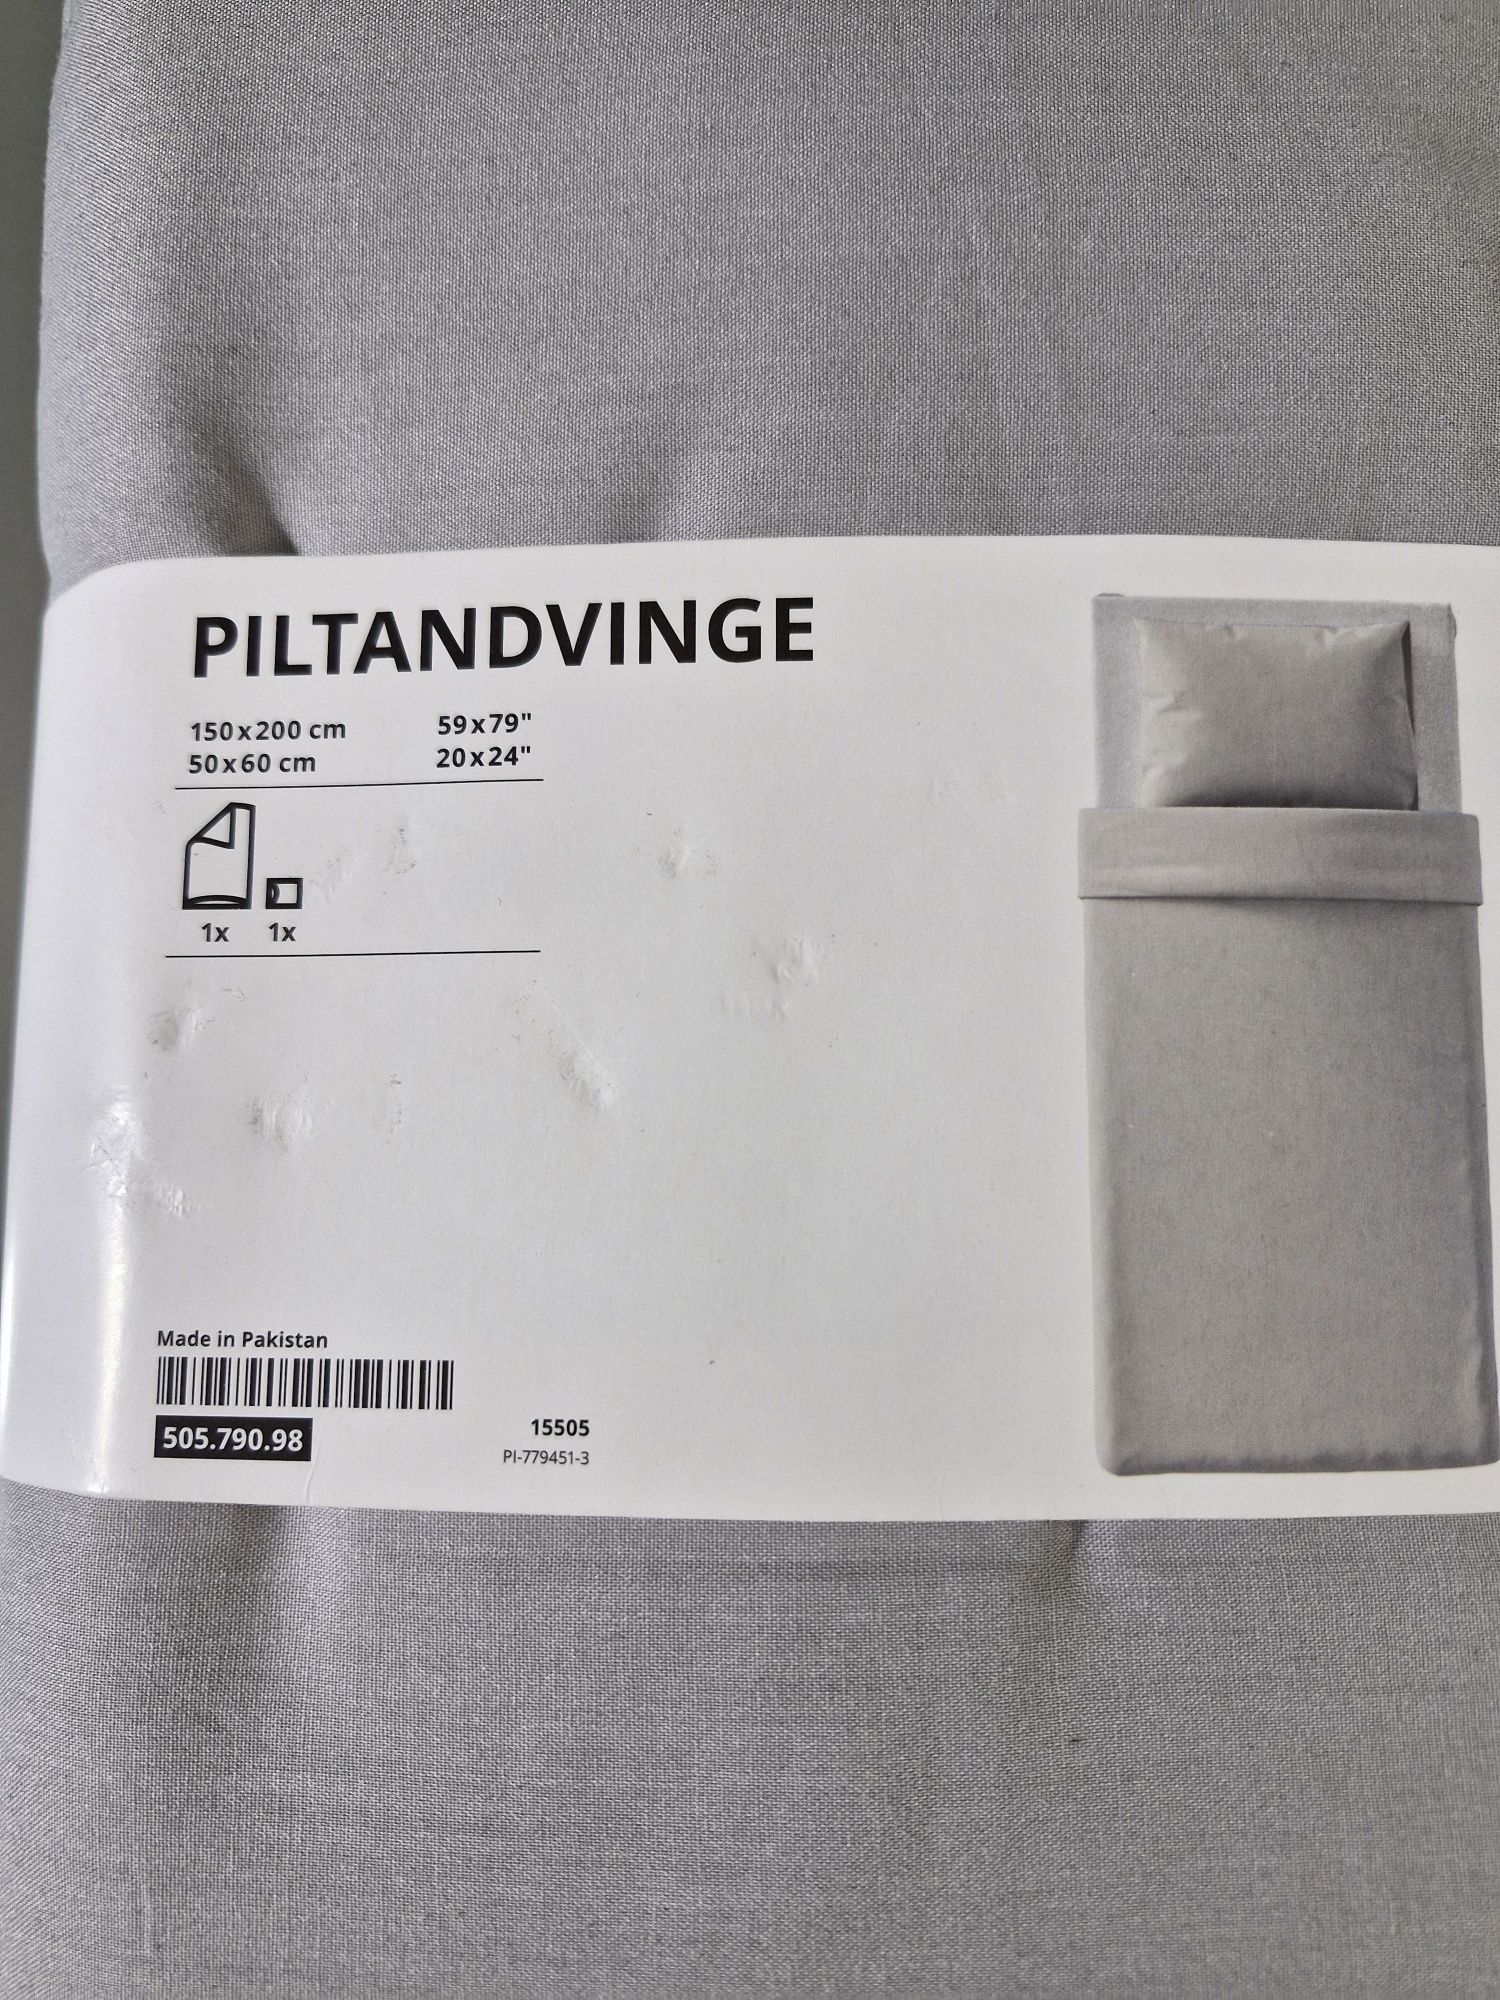 PILTANDVINGE
150x200 cm 59x79"
50x60 cm 20x24"
1x 1x
Made in Pakistan
505.790.98
15505
PI-779451-3